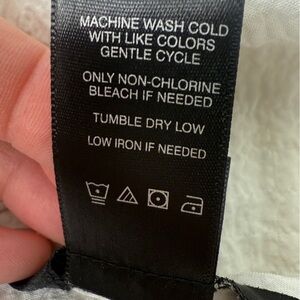 MACHINE WASH COLD
WITH LIKE COLORS
GENTLE CYCLE
ONLY NON-CHLORINE
BLEACH IF NEEDED
TUMBLE DRY LOW
LOW IRON IF NEEDED